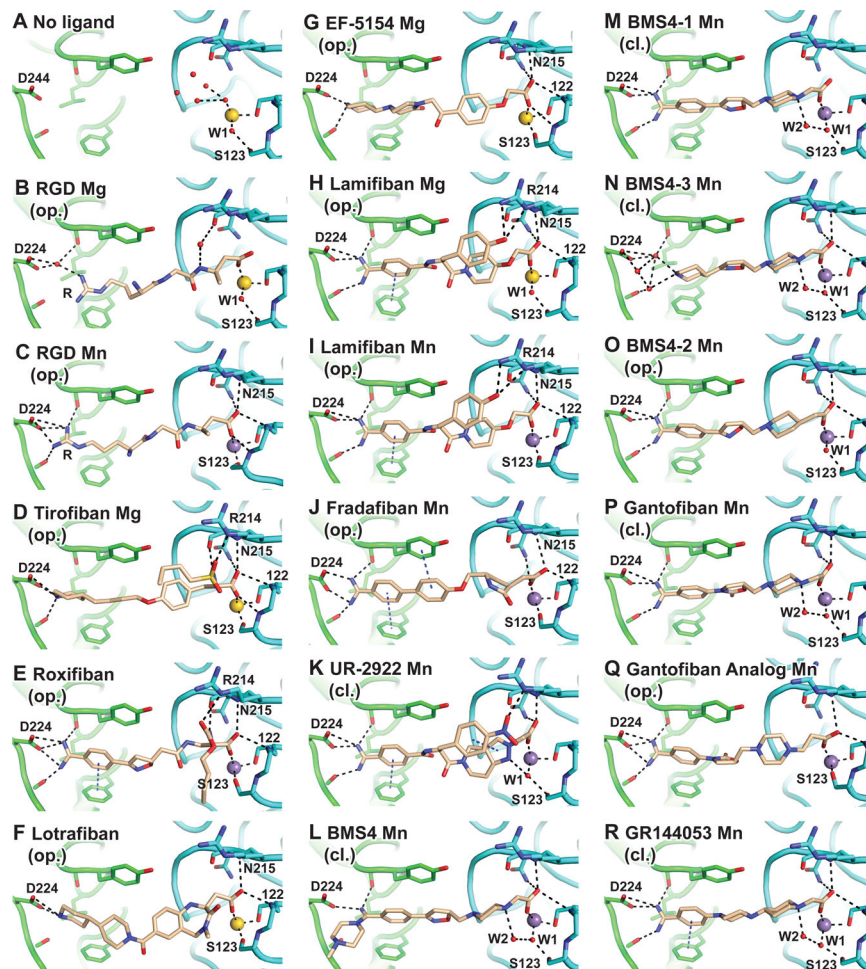 A No ligand
D244
W1
S123
B RGD Mg
(op.)
D224
R
W1
S123
C RGD Mn
(op.)
D224
R
N215
S123
D Tirofiban Mg
(op.)
D224
R214
N215
122
S123
E Roxifiban
(op.)
D224
R214
N215
122
S123
F Lotrafiban
(op.)
D224
N215
122
S123
G EF-5154 Mg
(op.)
D224
N215
122
W1
S123
H Lamifiban Mg
(op.)
D224
R214
N215
122
W1
S123
I Lamifiban Mn
(op.)
D224
R214
N215
122
S123
J Fradafiban Mn
(op.)
D224
N215
122
S123
K UR-2922 Mn
(cl.)
D224
W1
S123
L BMS4 Mn
(cl.)
D224
W2
W1
S123
M BMS4-1 Mn
(cl.)
D224
W2
W1
S123
N BMS4-3 Mn
(cl.)
D224
W2
W1
S123
O BMS4-2 Mn
(op.)
D224
W1
S123
P Gantofiban Mn
(cl.)
D224
W2
W1
S123
Q Gantofiban Analog Mn
(op.)
D224
S123
R GR144053 Mn
(cl.)
D224
W2
W1
S123